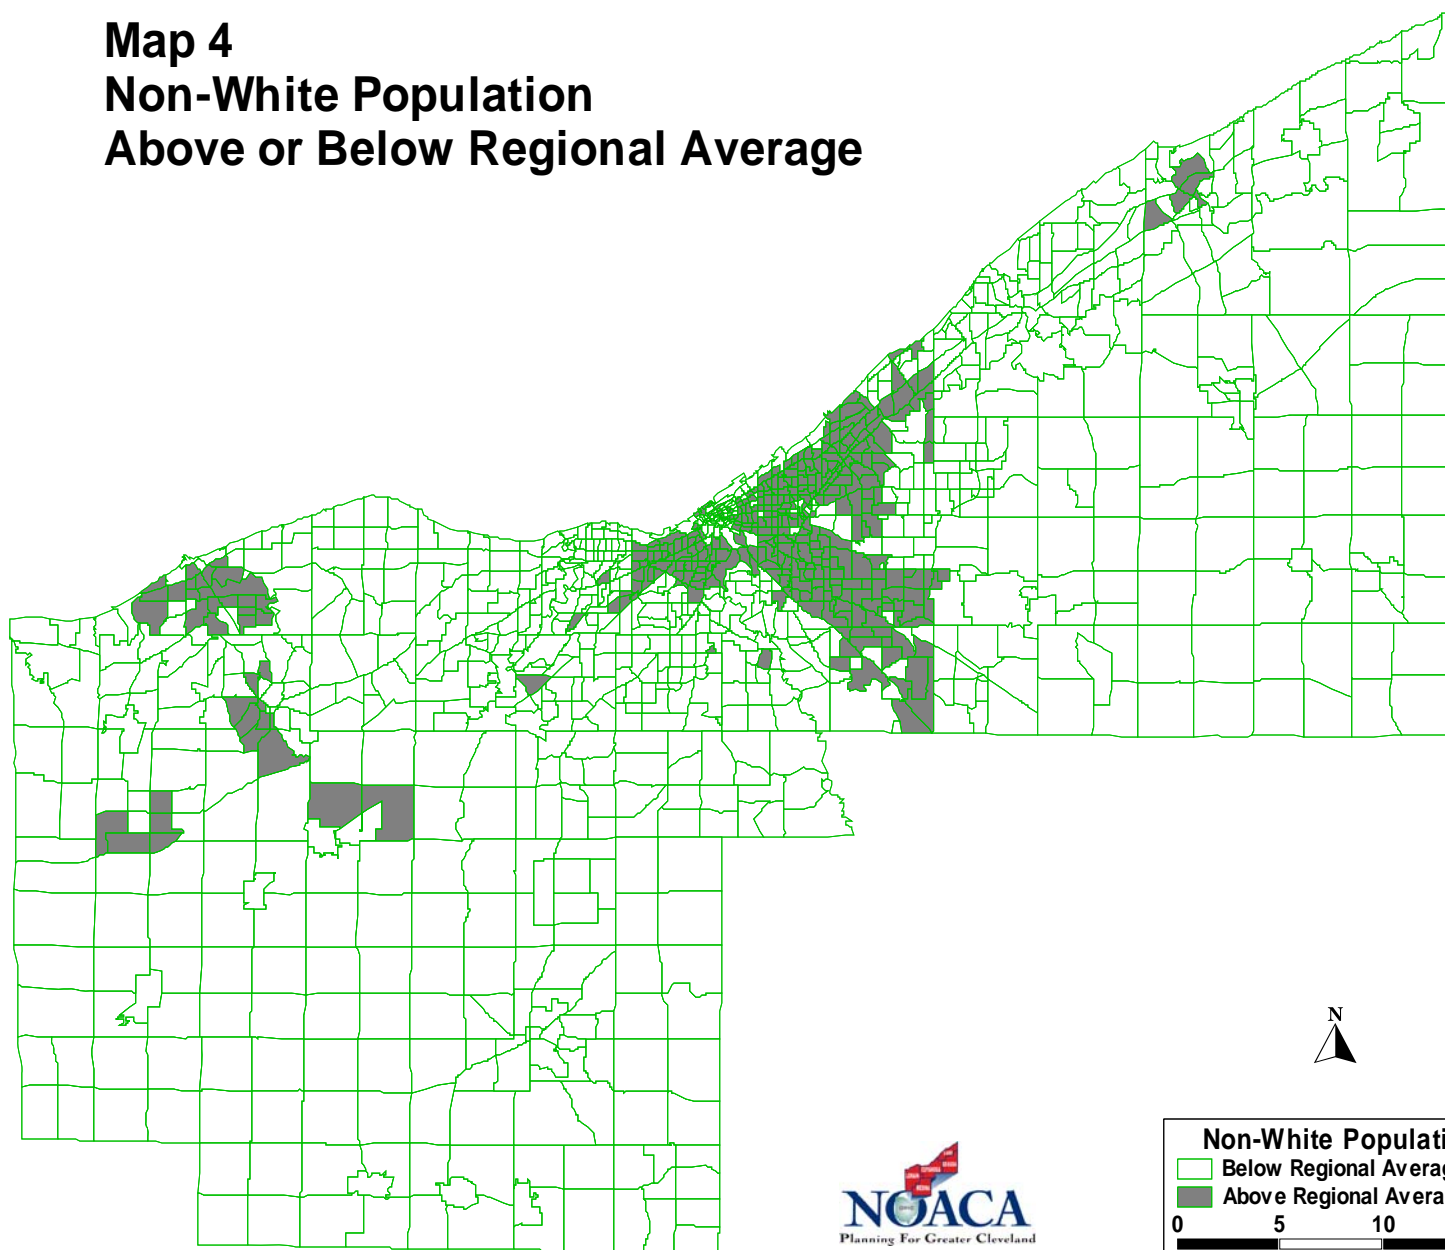 Map 4
Non-White Population
Above or Below Regional Average
N
Non-White Populati
Below Regional Averag
Above Regional Avera
0 5 10
NOACA
Planning For Greater Cleveland